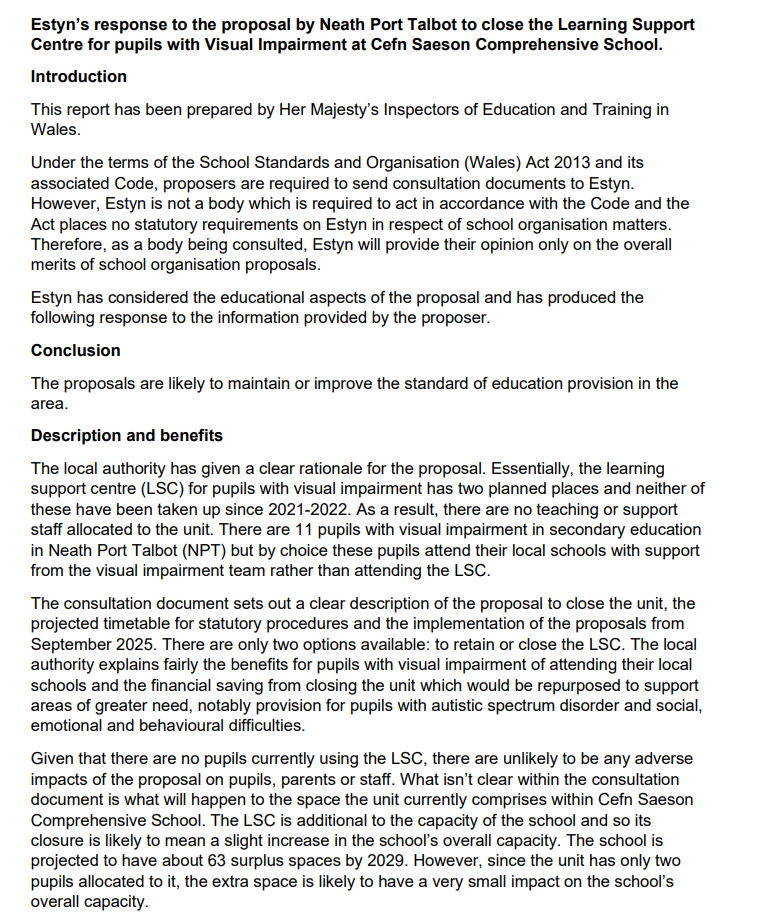 Estyn’s response to the proposal by Neath Port Talbot to close the Learning Support
Centre for pupils with Visual Impairment at Cefn Saeson Comprehensive School.
Introduction
This report has been prepared by Her Majesty’s Inspectors of Education and Training in
Wales.
Under the terms of the School Standards and Organisation (Wales) Act 2013 and its
associated Code, proposers are required to send consultation documents to Estyn.
However, Estyn is not a body which is required to act in accordance with the Code and the
Act places no statutory requirements on Estyn in respect of school organisation matters.
Therefore, as a body being consulted, Estyn will provide their opinion only on the overall
merits of school organisation proposals.
Estyn has considered the educational aspects of the proposal and has produced the
following response to the information provided by the proposer.
Conclusion
The proposals are likely to maintain or improve the standard of education provision in the
area.
Description and benefits
The local authority has given a clear rationale for the proposal. Essentially, the learning
support centre (LSC) for pupils with visual impairment has two planned places and neither of
these have been taken up since 2021-2022. As a result, there are no teaching or support
staff allocated to the unit. There are 11 pupils with visual impairment in secondary education
in Neath Port Talbot (NPT) but by choice these pupils attend their local schools with support
from the visual impairment team rather than attending the LSC.
The consultation document sets out a clear description of the proposal to close the unit, the
projected timetable for statutory procedures and the implementation of the proposals from
September 2025. There are only two options available: to retain or close the LSC. The local
authority explains fairly the benefits for pupils with visual impairment of attending their local
schools and the financial saving from closing the unit which would be repurposed to support
areas of greater need, notably provision for pupils with autistic spectrum disorder and social,
emotional and behavioural difficulties.
Given that there are no pupils currently using the LSC, there are unlikely to be any adverse
impacts of the proposal on pupils, parents or staff. What isn’t clear within the consultation
document is what will happen to the space the unit currently comprises within Cefn Saeson
Comprehensive School. The LSC is additional to the capacity of the school and so its
closure is likely to mean a slight increase in the school’s overall capacity. The school is
projected to have about 63 surplus spaces by 2029. However, since the unit has only two
pupils allocated to it, the extra space is likely to have a very small impact on the school’s
overall capacity.